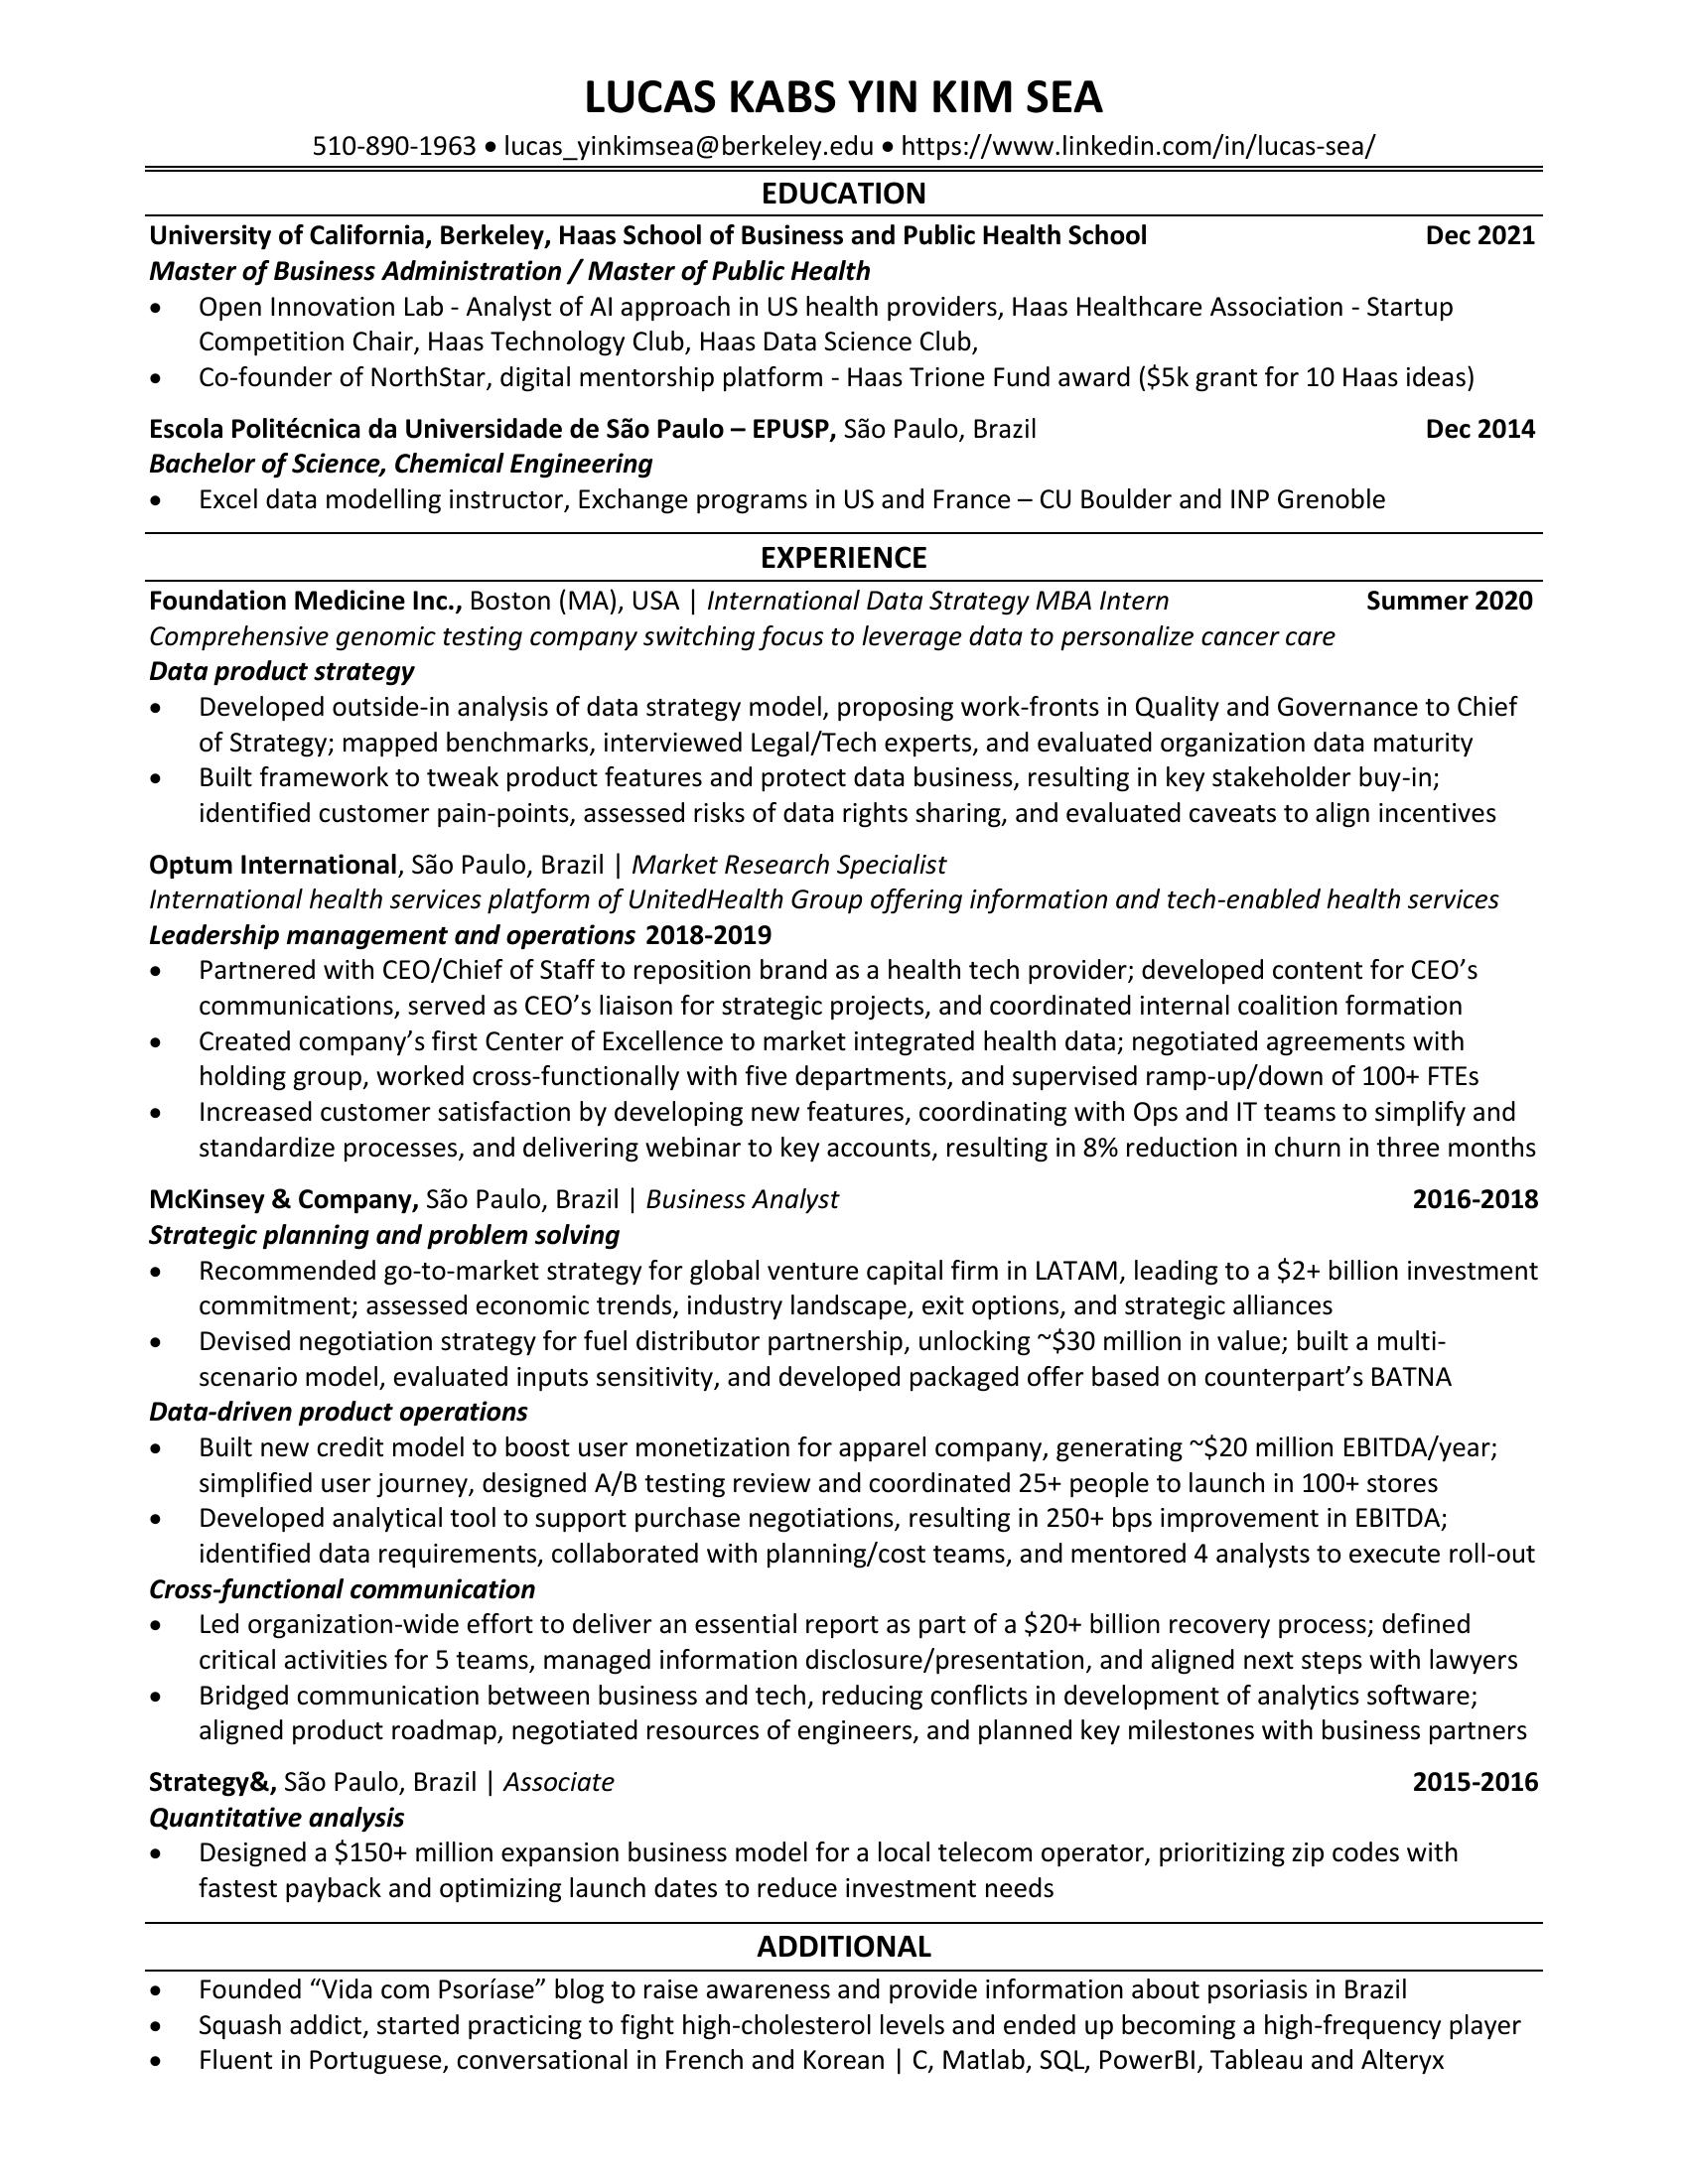 LUCAS KABS YIN KIM SEA
510-890-1963 • lucas_yinkimsea@berkeley.edu • https://www.linkedin.com/in/lucas-sea/
EDUCATION
University of California, Berkeley, Haas School of Business and Public Health School Dec 2021
Master of Business Administration / Master of Public Health
• Open Innovation Lab - Analyst of AI approach in US health providers, Haas Healthcare Association - Startup
Competition Chair, Haas Technology Club, Haas Data Science Club,
• Co-founder of NorthStar, digital mentorship platform - Haas Trione Fund award ($5k grant for 10 Haas ideas)
Escola Politécnica da Universidade de São Paulo – EPUSP, São Paulo, Brazil Dec 2014
Bachelor of Science, Chemical Engineering
• Excel data modelling instructor, Exchange programs in US and France – CU Boulder and INP Grenoble
EXPERIENCE
Foundation Medicine Inc., Boston (MA), USA | International Data Strategy MBA Intern Summer 2020
Comprehensive genomic testing company switching focus to leverage data to personalize cancer care
Data product strategy
• Developed outside-in analysis of data strategy model, proposing work-fronts in Quality and Governance to Chief
of Strategy; mapped benchmarks, interviewed Legal/Tech experts, and evaluated organization data maturity
• Built framework to tweak product features and protect data business, resulting in key stakeholder buy-in;
identified customer pain-points, assessed risks of data rights sharing, and evaluated caveats to align incentives
Optum International, São Paulo, Brazil | Market Research Specialist
International health services platform of UnitedHealth Group offering information and tech-enabled health services
Leadership management and operations 2018-2019
• Partnered with CEO/Chief of Staff to reposition brand as a health tech provider; developed content for CEO’s
communications, served as CEO’s liaison for strategic projects, and coordinated internal coalition formation
• Created company’s first Center of Excellence to market integrated health data; negotiated agreements with
holding group, worked cross-functionally with five departments, and supervised ramp-up/down of 100+ FTEs
• Increased customer satisfaction by developing new features, coordinating with Ops and IT teams to simplify and
standardize processes, and delivering webinar to key accounts, resulting in 8% reduction in churn in three months
McKinsey & Company, São Paulo, Brazil | Business Analyst 2016-2018
Strategic planning and problem solving
• Recommended go-to-market strategy for global venture capital firm in LATAM, leading to a $2+ billion investment
commitment; assessed economic trends, industry landscape, exit options, and strategic alliances
• Devised negotiation strategy for fuel distributor partnership, unlocking ~$30 million in value; built a multi-
scenario model, evaluated inputs sensitivity, and developed packaged offer based on counterpart’s BATNA
Data-driven product operations
• Built new credit model to boost user monetization for apparel company, generating ~$20 million EBITDA/year;
simplified user journey, designed A/B testing review and coordinated 25+ people to launch in 100+ stores
• Developed analytical tool to support purchase negotiations, resulting in 250+ bps improvement in EBITDA;
identified data requirements, collaborated with planning/cost teams, and mentored 4 analysts to execute roll-out
Cross-functional communication
• Led organization-wide effort to deliver an essential report as part of a $20+ billion recovery process; defined
critical activities for 5 teams, managed information disclosure/presentation, and aligned next steps with lawyers
• Bridged communication between business and tech, reducing conflicts in development of analytics software;
aligned product roadmap, negotiated resources of engineers, and planned key milestones with business partners
Strategy&, São Paulo, Brazil | Associate 2015-2016
Quantitative analysis
• Designed a $150+ million expansion business model for a local telecom operator, prioritizing zip codes with
fastest payback and optimizing launch dates to reduce investment needs
ADDITIONAL
• Founded “Vida com Psoríase” blog to raise awareness and provide information about psoriasis in Brazil
• Squash addict, started practicing to fight high-cholesterol levels and ended up becoming a high-frequency player
• Fluent in Portuguese, conversational in French and Korean | C, Matlab, SQL, PowerBI, Tableau and Alteryx